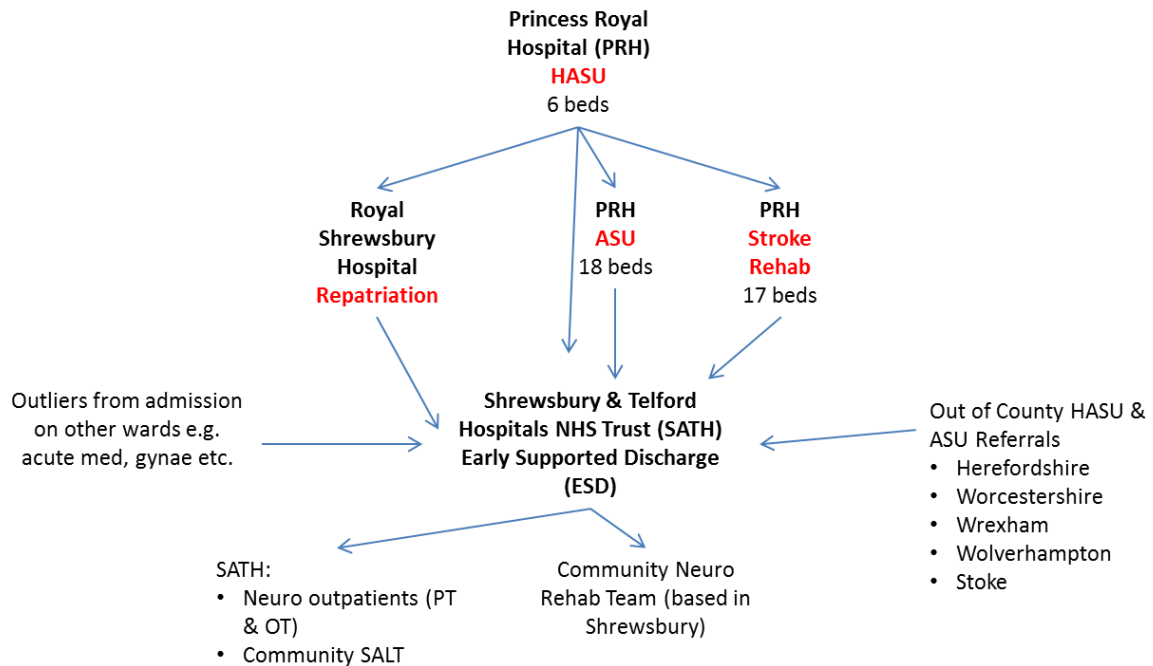 Princess Royal
Hospital (PRH)
HASU
6 beds
Royal
Shrewsbury
Hospital
Repatriation
PRH
ASU
18 beds
PRH
Stroke
Rehab
17 beds
Outliers from admission
on other wards e.g.
acute med, gynae etc.
Shrewsbury & Telford
Hospitals NHS Trust (SATH)
Early Supported Discharge
(ESD)
Out of County HASU &
ASU Referrals
• Herefordshire
• Worcestershire
• Wrexham
• Wolverhampton
• Stoke
SATH:
• Neuro outpatients (PT
& OT)
• Community SALT
Community Neuro
Rehab Team (based in
Shrewsbury)